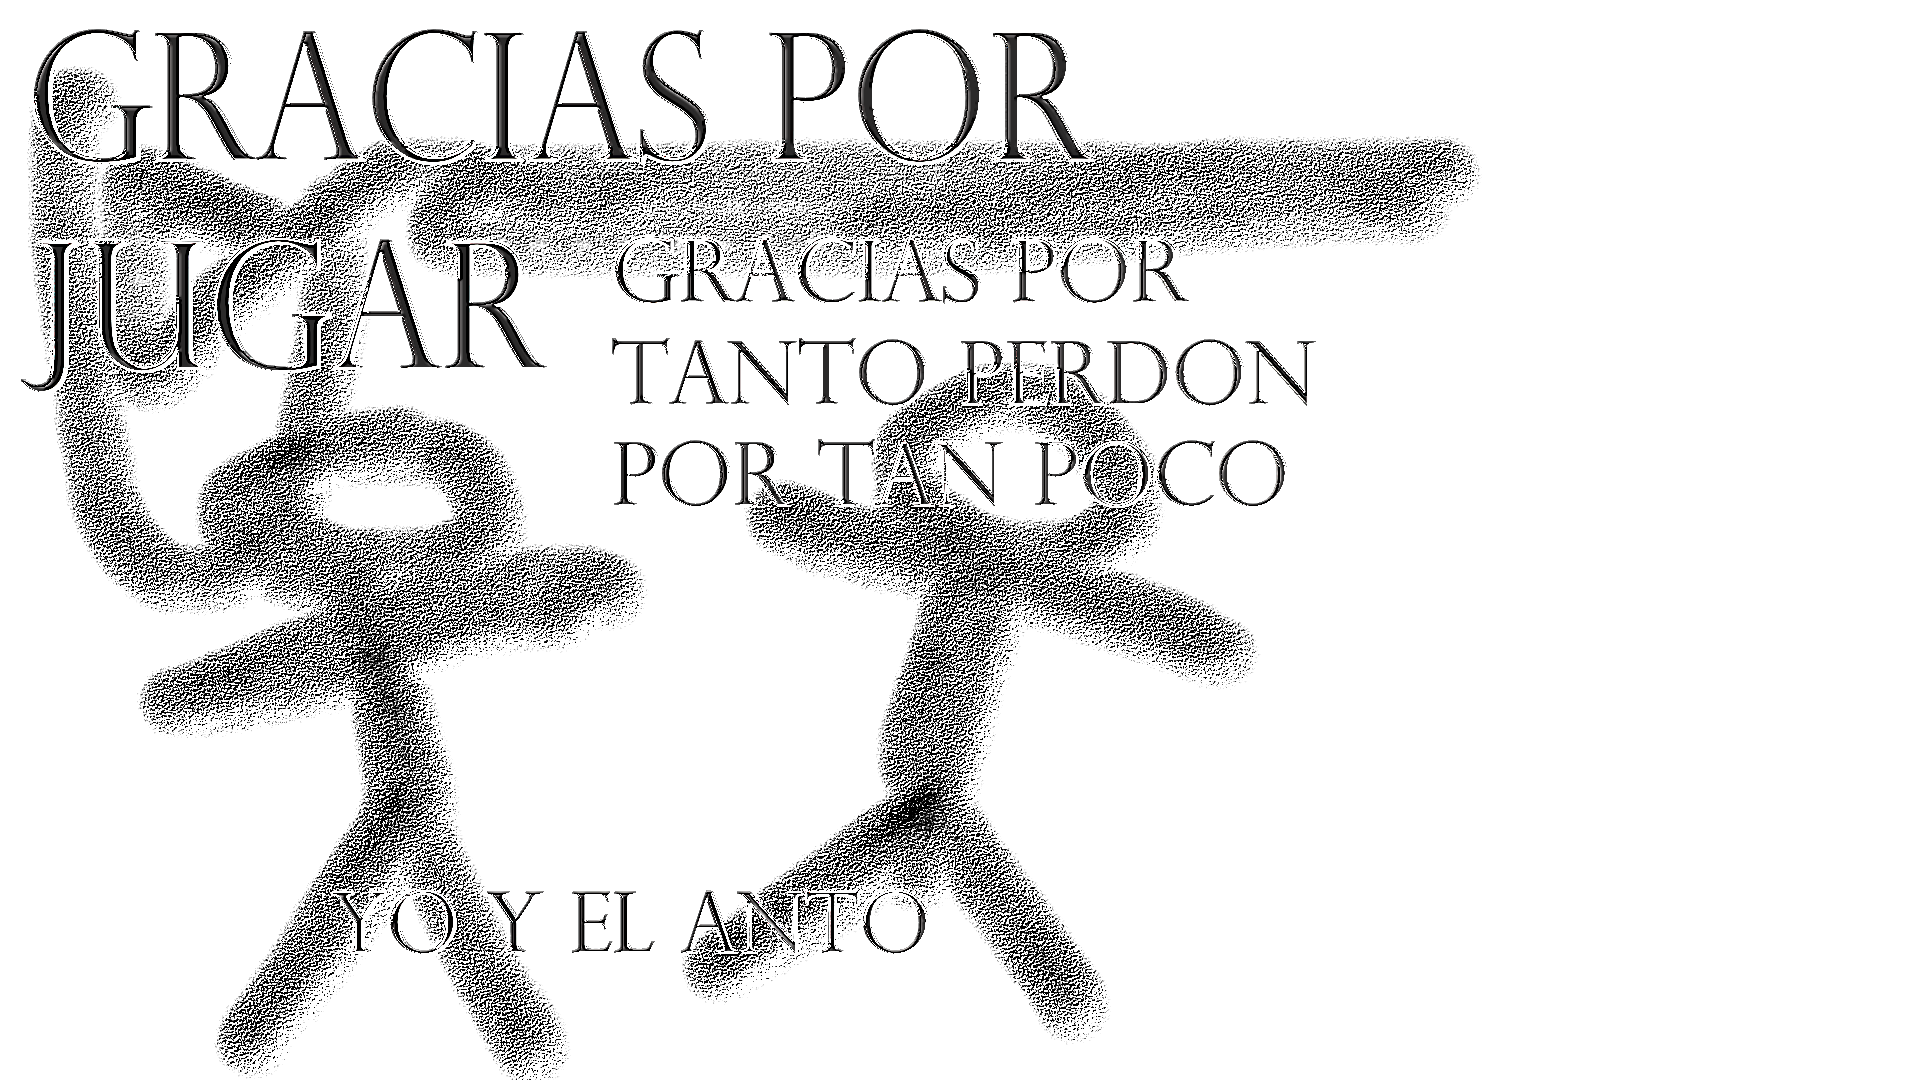 GRACIAS POR
JUGAR
GRACIAS POR
TANTO PERDON
POR TAN POCO
YO Y EL ANTO